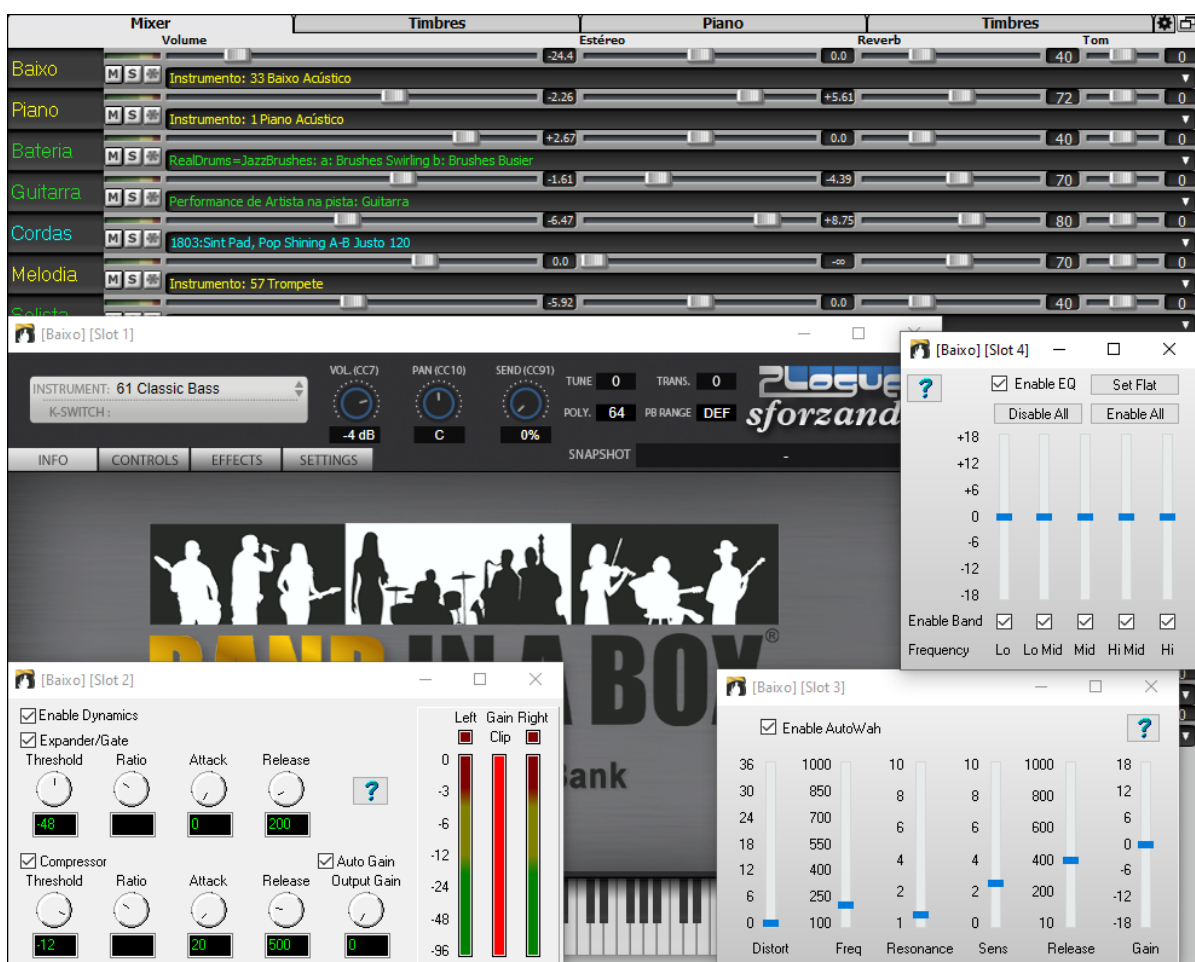 Mixer Timbres Piano Timbres
Volume Estéreo Reverb Tom
Baixo -24.4 0.0 40 0
M S Instrumento: 33 Baixo Acústico
Piano -2.26 +5.61 72 0
M S Instrumento: 1 Piano Acústico
Bateria +2.67 0.0 40 0
M S RealDrums=JazzBrushes: a: Brushes Swirling b: Brushes Busier
Guitarra -1.61 -4.39 70 0
M S Performance de Artista na pista: Guitarra
Cordas -6.47 +8.75 80 0
M S 1803:Sint Pad, Pop Shining A-B Justo 120
Melodia 0.0 -∞ 70 0
M S Instrumento: 57 Trompete
Solista -5.92 0.0 40 0
[Baixo] [Slot 1]
INSTRUMENT: 61 Classic Bass
K-SWITCH :
VOL. (CC7) PAN (CC10) SEND (CC91)
-4 dB C 0%
TUNE 0 TRANS. 0
POLY. 64 PB RANGE DEF
Plogue
sforzand
INFO CONTROLS EFFECTS SETTINGS
SNAPSHOT -
BAND IN A BOX®
Bank
[Baixo] [Slot 4]
? Enable EQ Set Flat
Disable All Enable All
+18
+12
+6
0
-6
-12
-18
Enable Band
Frequency Lo Lo Mid Mid Hi Mid Hi
[Baixo] [Slot 2]
Enable Dynamics
Expander/Gate
Threshold Ratio Attack Release
-48 0 200
?
Compressor Auto Gain
Threshold Ratio Attack Release Output Gain
-12 20 500 0
Left Gain Right
Clip
0
-3
-6
-12
-24
-48
-96
[Baixo] [Slot 3]
Enable AutoWah ?
36 1000 10 10 1000 18
30 850 8 8 800 12
24 700 6 6 600 6
18 550 4 4 400 0
12 400 2 2 200 -6
6 250 1 0 10 -12
0 100 -18
Distort Freq Resonance Sens Release Gain